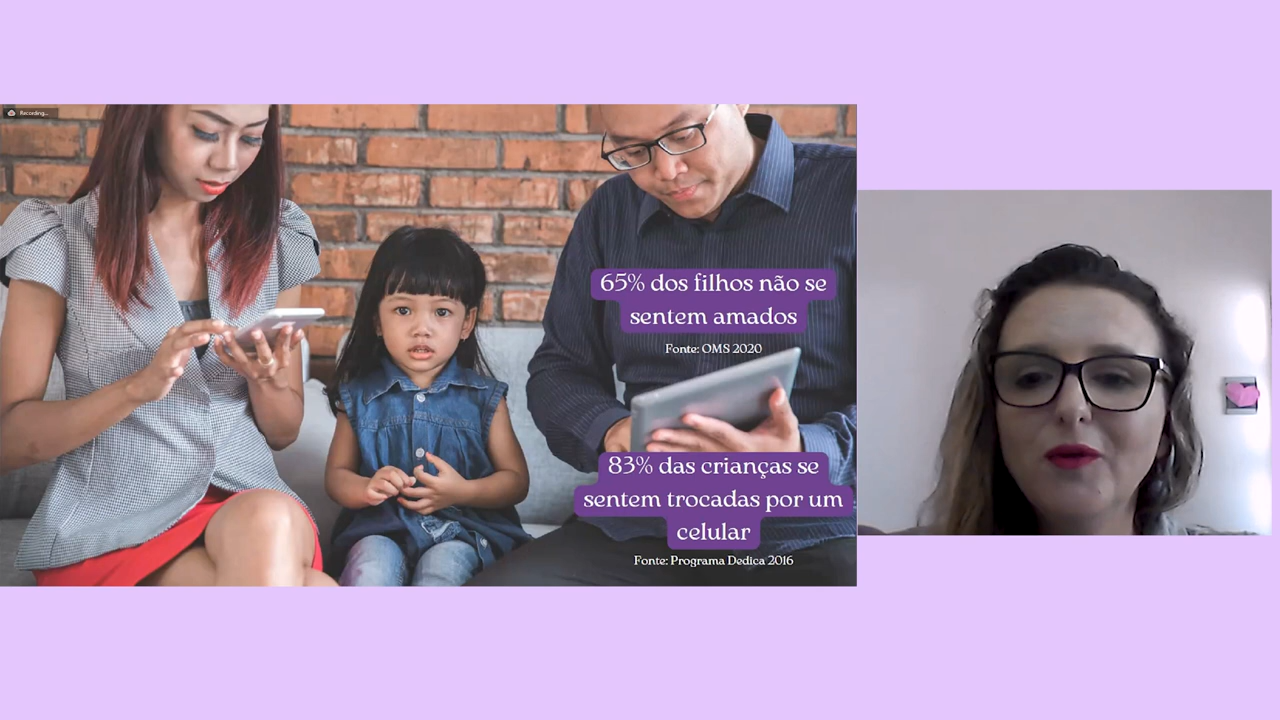 Recording...
65% dos filhos não se
sentem amados
Fonte: OMS 2020
83% das crianças se
sentem trocadas por um
celular
Fonte: Programa Dedica 2016